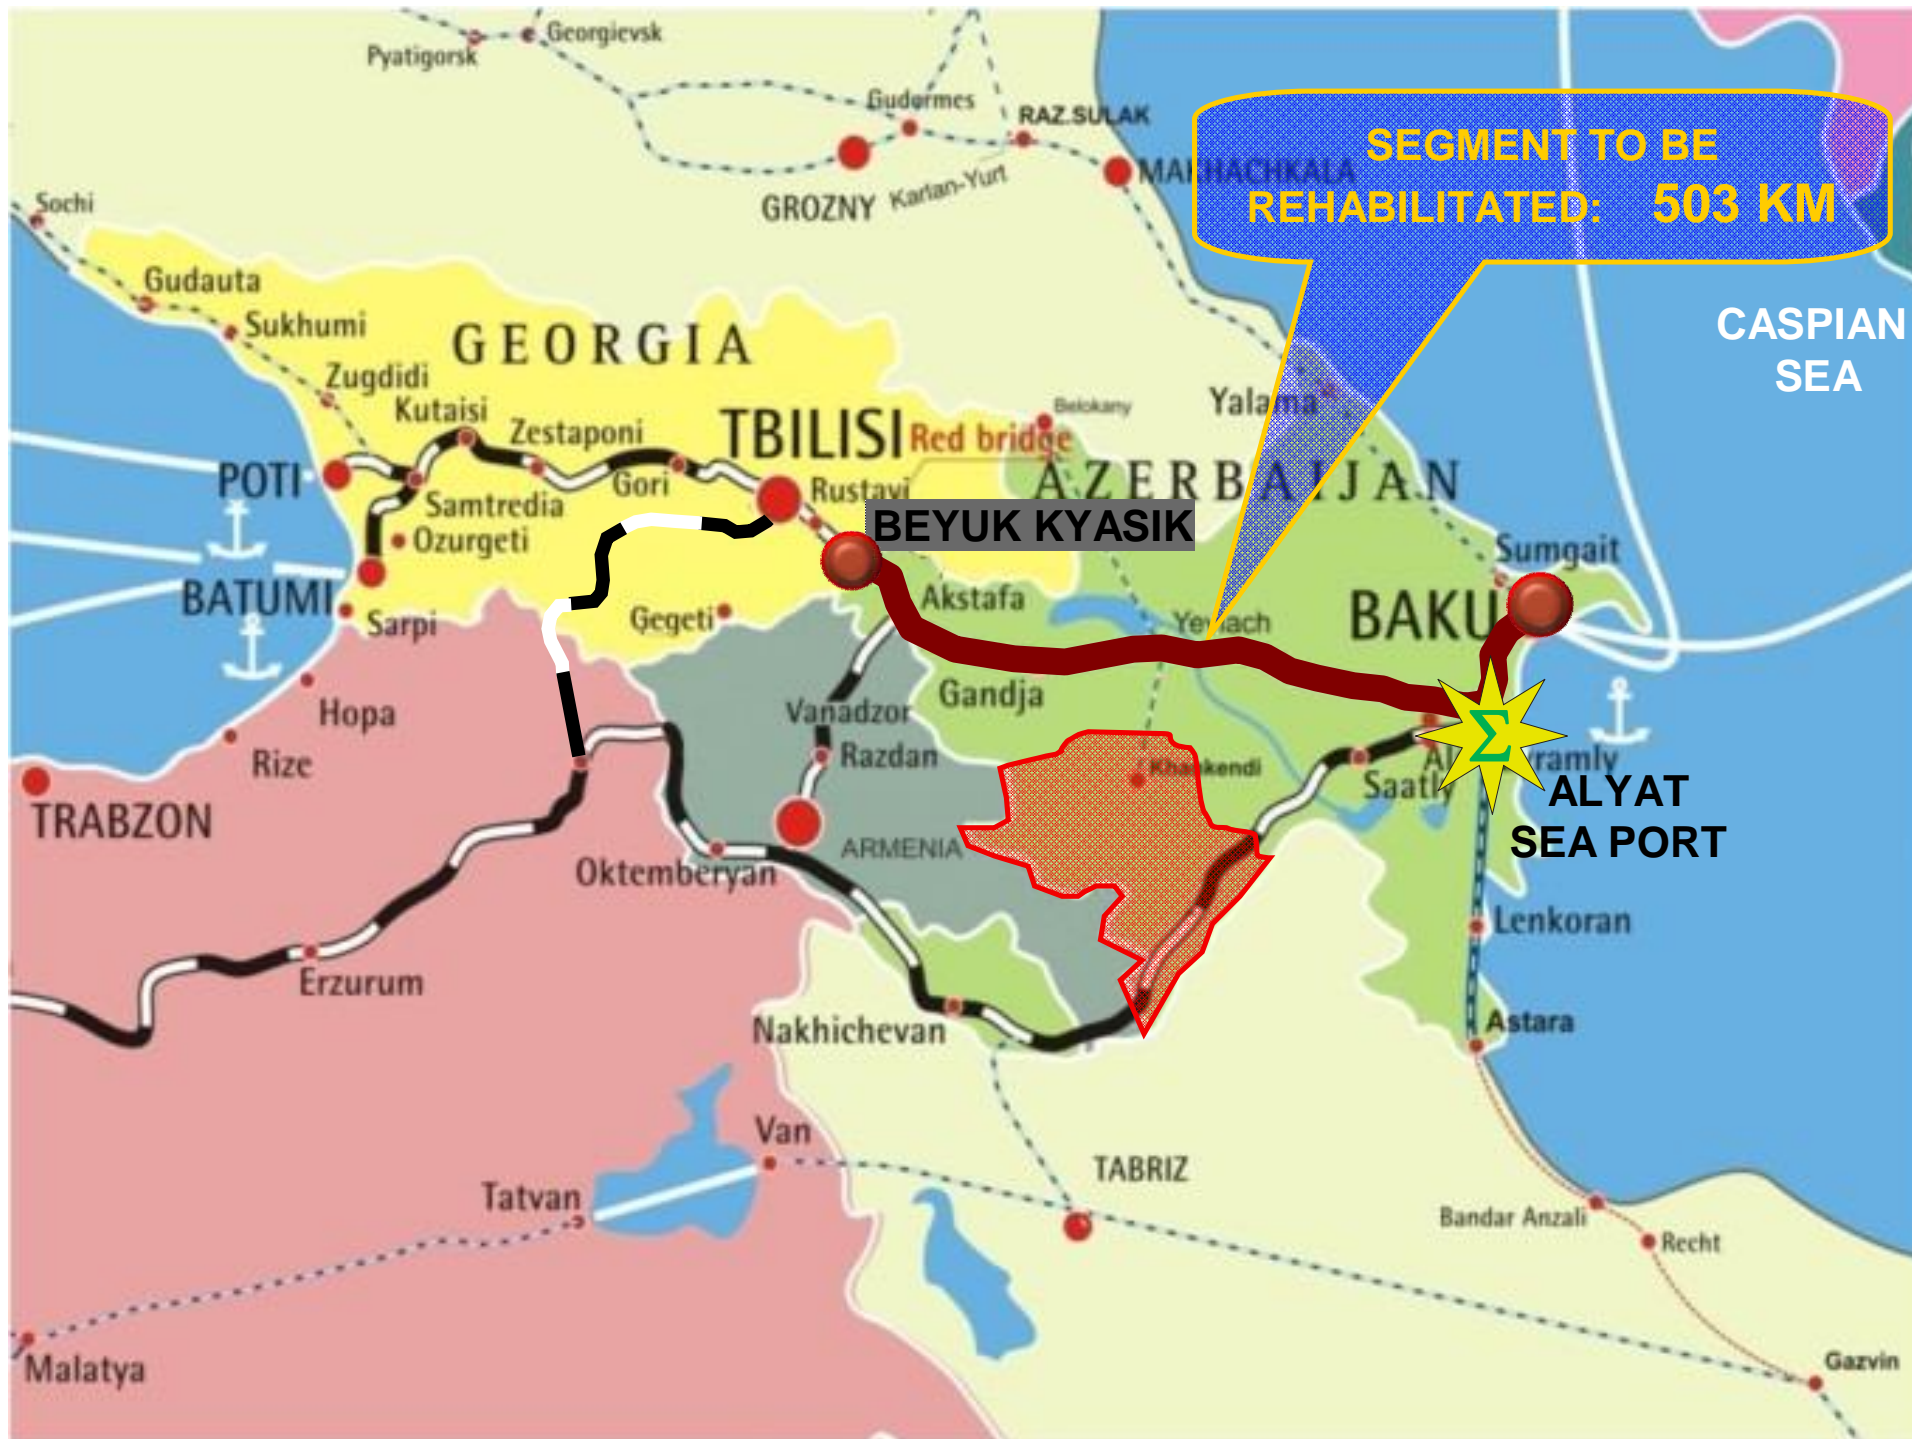 Georgievsk
Pyatigorsk
Gudermes
RAZ.SULAK
GROZNY
Karlan-Yurt
MAKHACHKALA
SEGMENT TO BE
REHABILITATED: 503 KM
CASPIAN
SEA
Sochi
Gudauta
Sukhumi
GEORGIA
Zugdidi
Kutaisi
Zestaponi
TBILISI
Red bridge
Belokany
Yalama
AZERBAIJAN
POTI
Samtredia
Gori
Rustavi
BEYUK KYASIK
Ozurgeti
Sumgait
BATUMI
Sarpi
Gegeti
Akstafa
Yevlach
BAKU
Hopa
Vanadzor
Gandja
Rize
Razdan
Khankendi
Saatly
Σ
ALYAT
SEA PORT
TRABZON
Oktemberyan
ARMENIA
Lenkoran
Erzurum
Nakhichevan
Astara
Van
Tatvan
TABRIZ
Bandar Anzali
Recht
Malatya
Gazvin